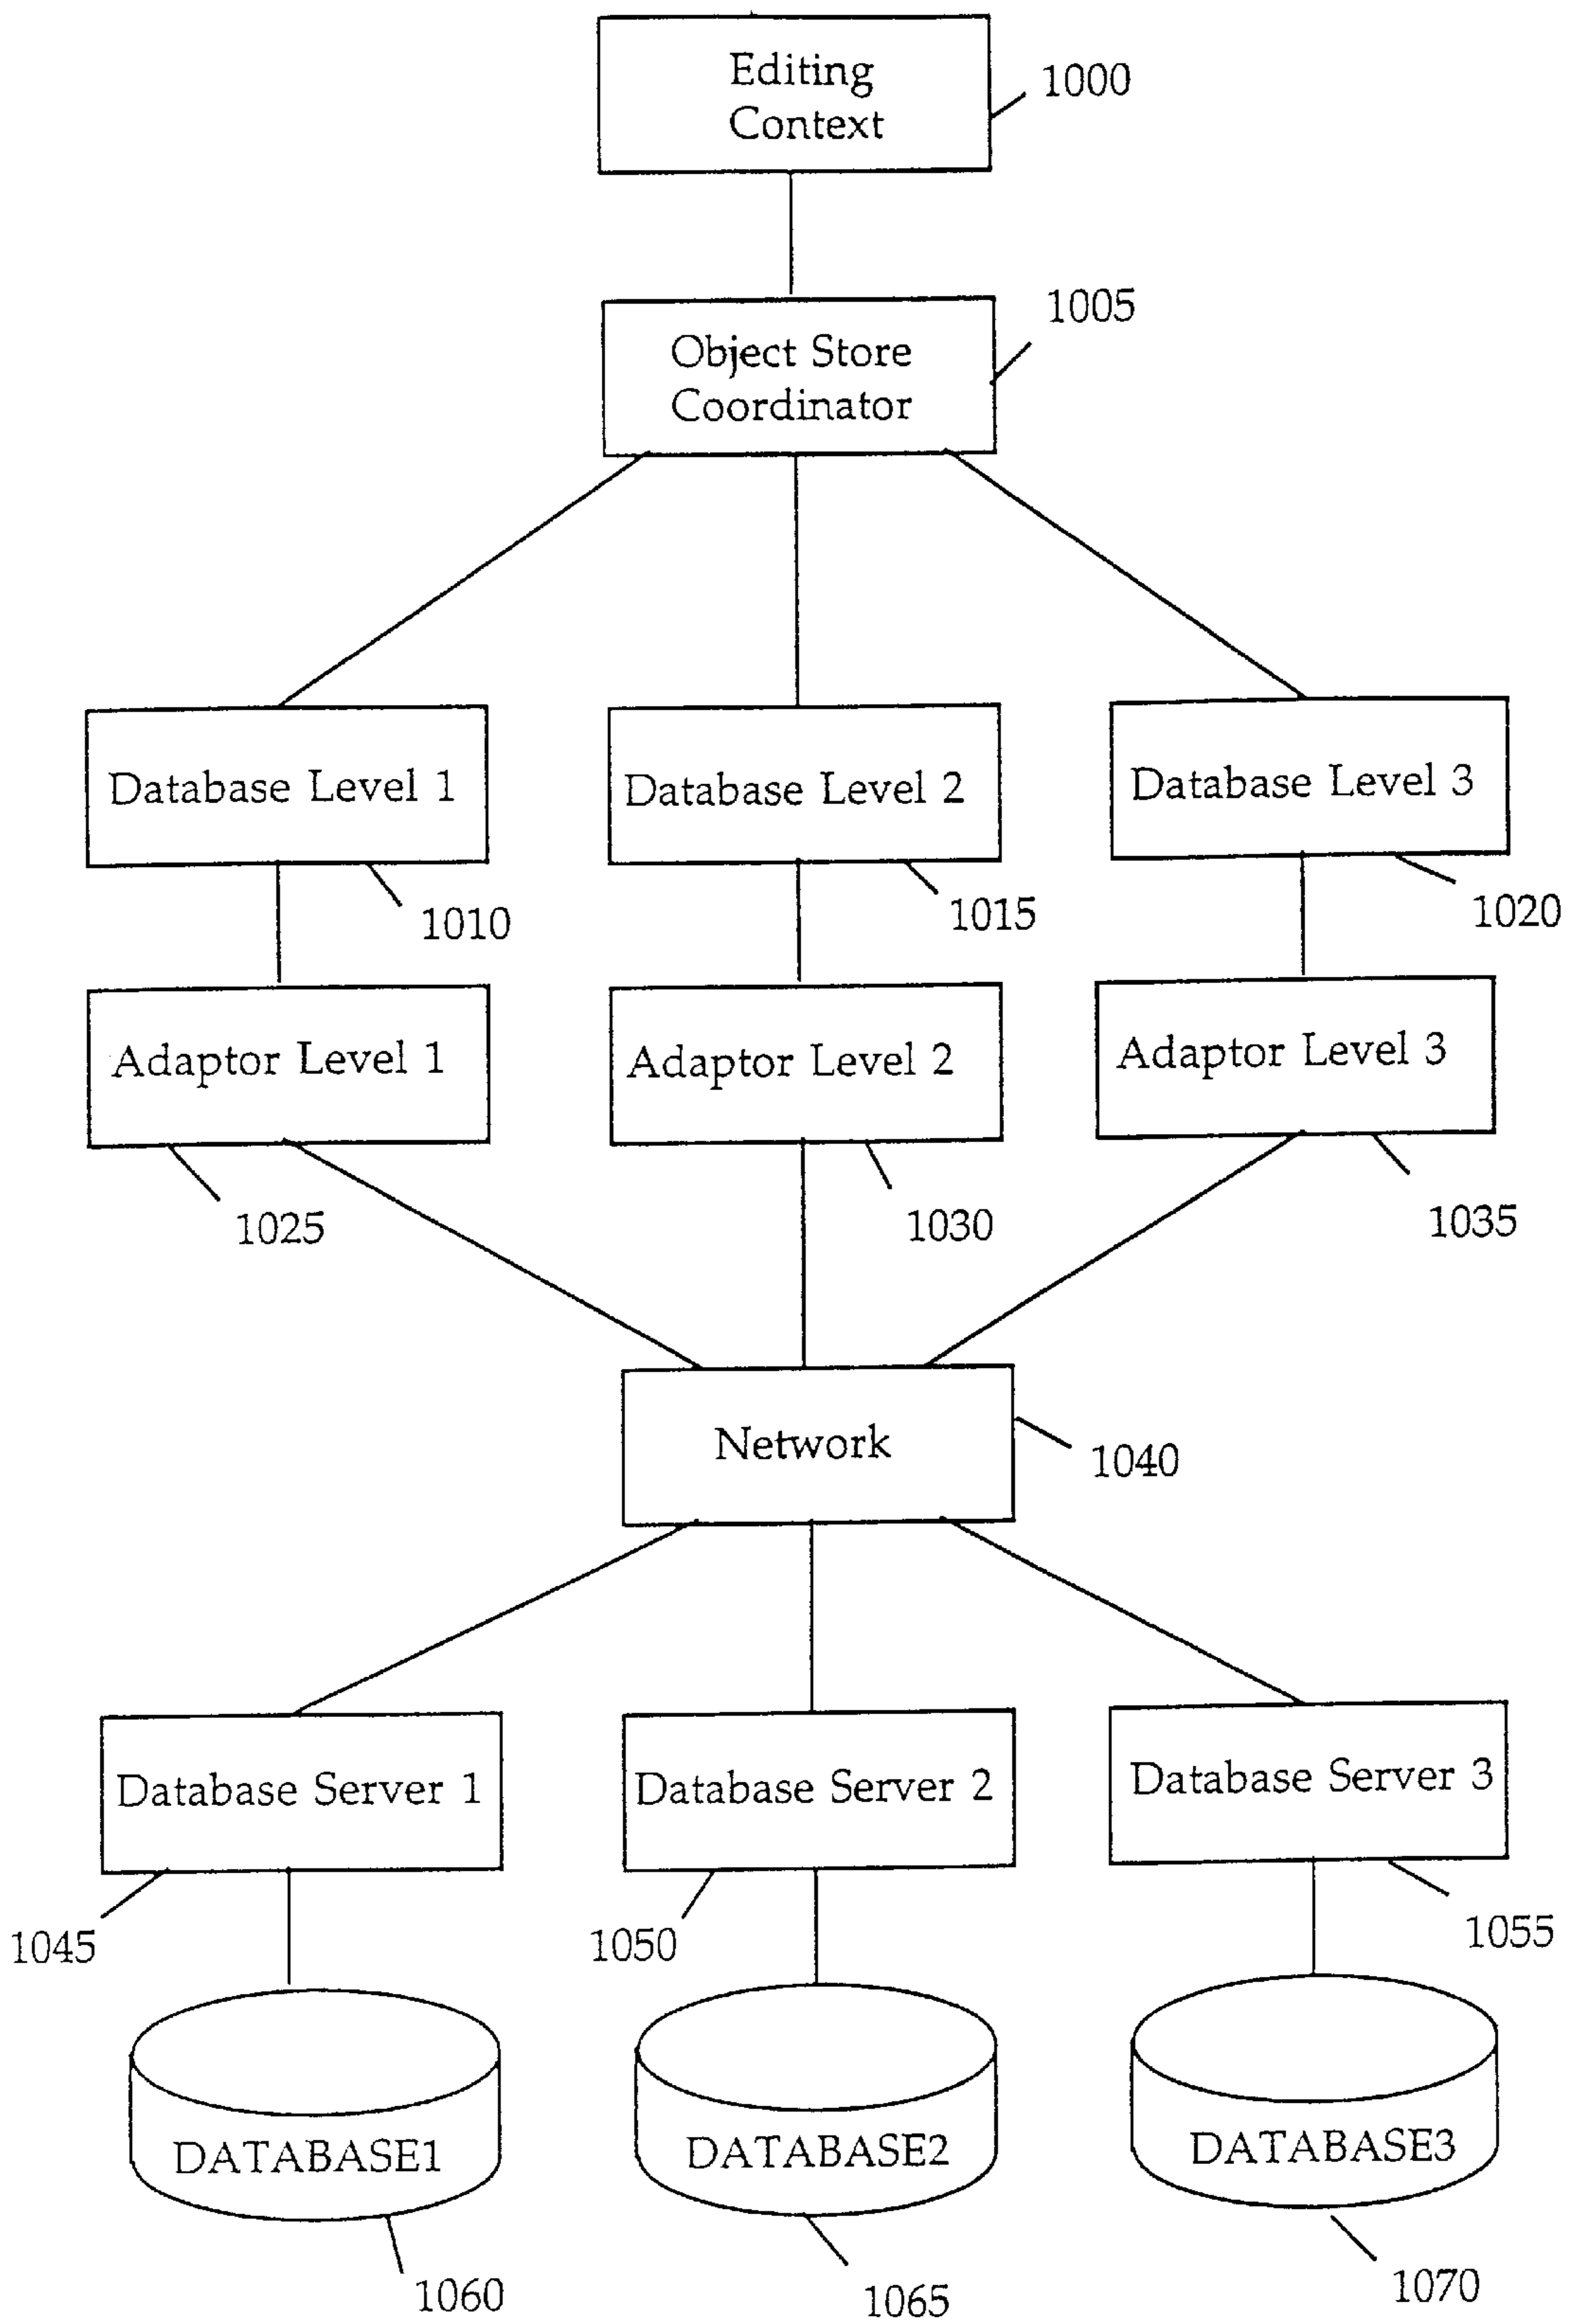 Editing
Context
1000
1005
Object Store
Coordinator
Database Level 1
Database Level 2
Database Level 3
1010
1015
1020
Adaptor Level 1
Adaptor Level 2
Adaptor Level 3
1025
1030
1035
Network
1040
Database Server 1
Database Server 2
Database Server 3
1045
1050
1055
DATABASE1
DATABASE2
DATABASE3
1060
1065
1070